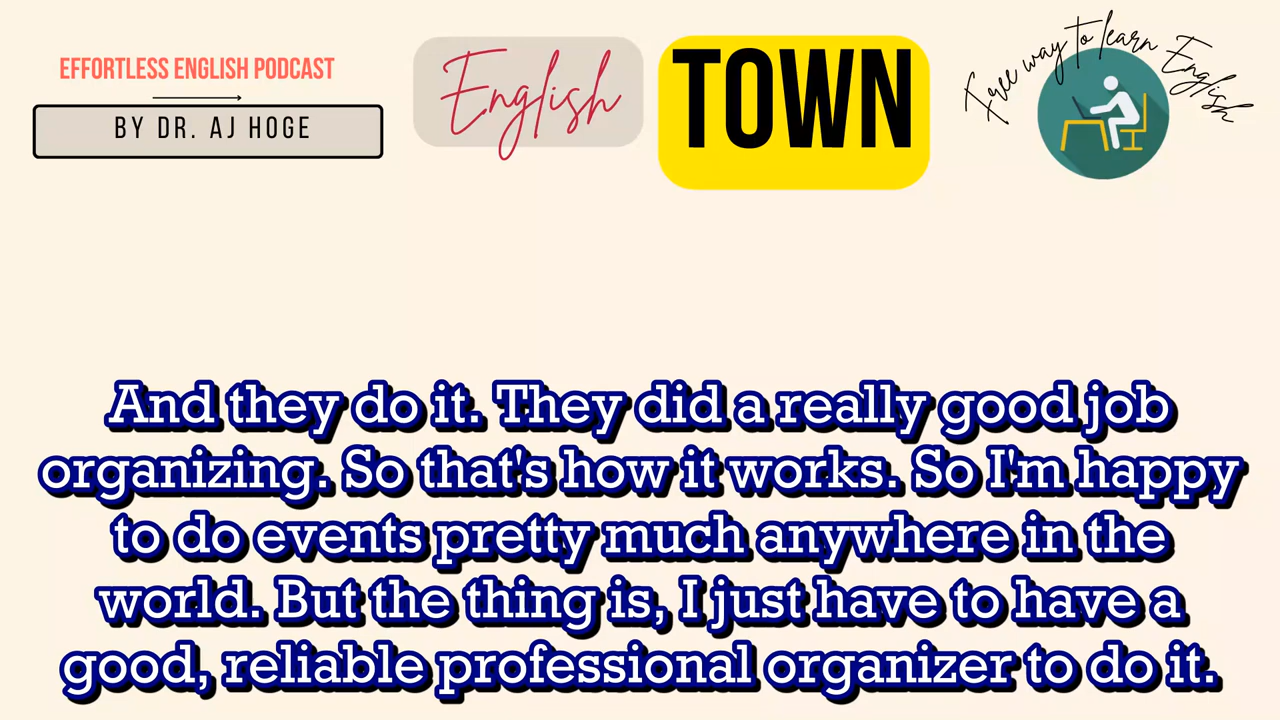 EFFORTLESS ENGLISH PODCAST
BY DR. AJ HOGE
English
TOWN
Free way to learn English
And they do it. They did a really good job
organizing. So that's how it works. So I'm happy
to do events pretty much anywhere in the
world. But the thing is, I just have to have a
good, reliable professional organizer to do it.